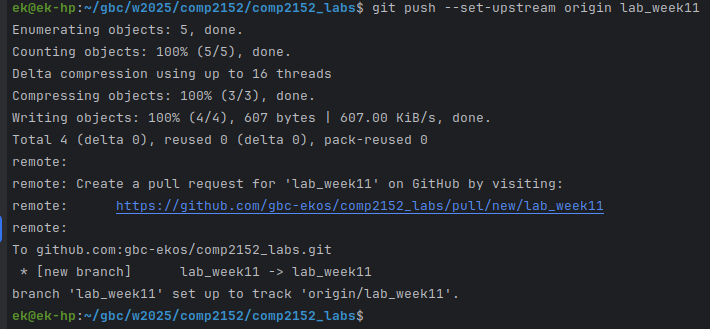 ek@ek-hp:~/gbc/w2025/comp2152/comp2152_labs$ git push --set-upstream origin lab_week11
Enumerating objects: 5, done.
Counting objects: 100% (5/5), done.
Delta compression using up to 16 threads
Compressing objects: 100% (3/3), done.
Writing objects: 100% (4/4), 607 bytes | 607.00 KiB/s, done.
Total 4 (delta 0), reused 0 (delta 0), pack-reused 0
remote:
remote: Create a pull request for 'lab_week11' on GitHub by visiting:
remote:      https://github.com/gbc-ekos/comp2152_labs/pull/new/lab_week11
remote:
To github.com:gbc-ekos/comp2152_labs.git
 * [new branch]      lab_week11 -> lab_week11
branch 'lab_week11' set up to track 'origin/lab_week11'.
ek@ek-hp:~/gbc/w2025/comp2152/comp2152_labs$